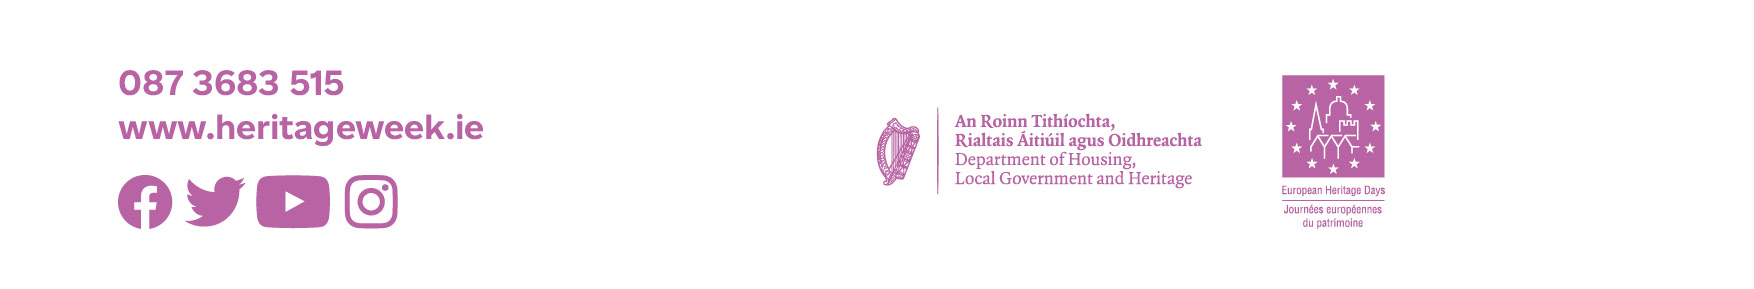 087 3683 515
www.heritageweek.ie
An Roinn Tithíochta,
Rialtais Áitiúil agus Oidhreachta
Department of Housing,
Local Government and Heritage
European Heritage Days
Journées européennes
du patrimoine